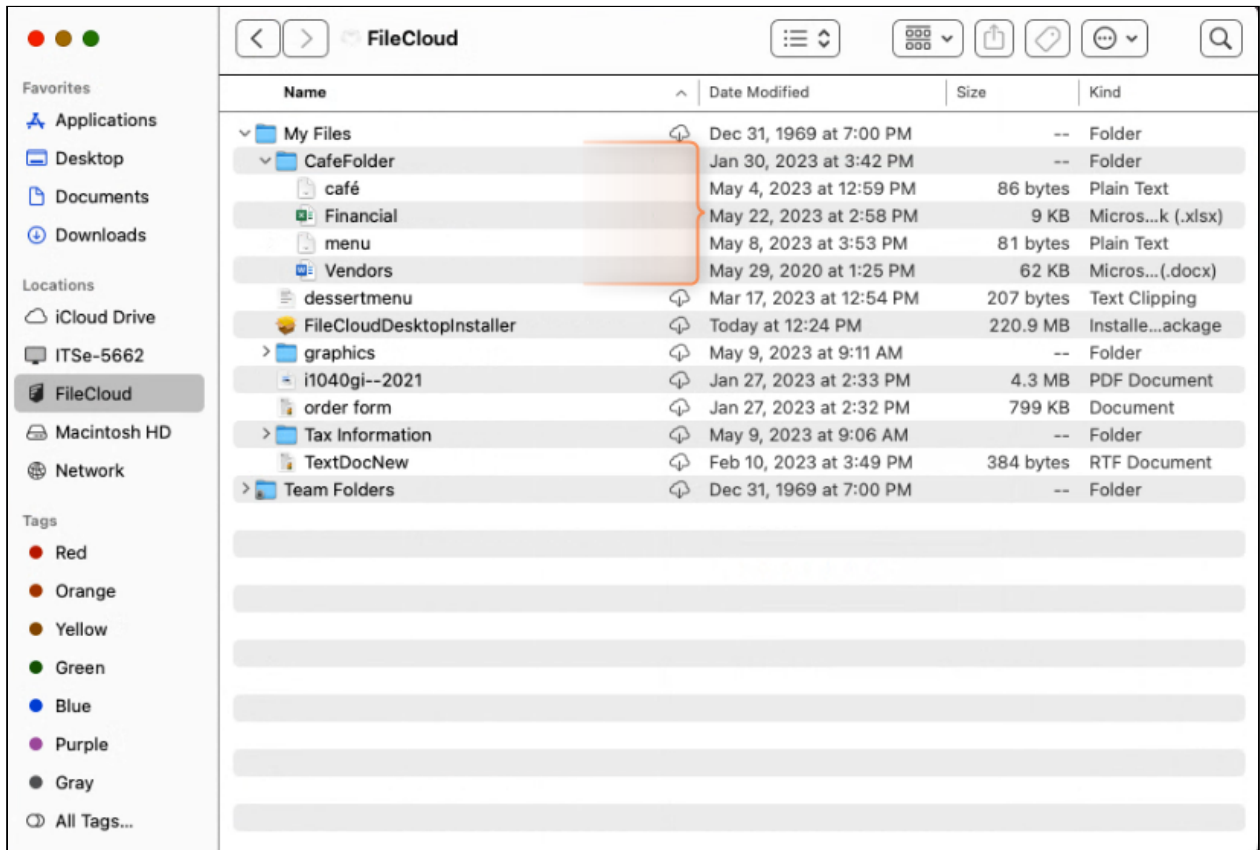 FileCloud
Favorites
Applications
Desktop
Documents
Downloads
Locations
iCloud Drive
ITSe-5662
FileCloud
Macintosh HD
Network
Tags
Red
Orange
Yellow
Green
Blue
Purple
Gray
All Tags...
Name Date Modified Size Kind
My Files Dec 31, 1969 at 7:00 PM -- Folder
CafeFolder Jan 30, 2023 at 3:42 PM -- Folder
café May 4, 2023 at 12:59 PM 86 bytes Plain Text
Financial May 22, 2023 at 2:58 PM 9 KB Micros...k (.xlsx)
menu May 8, 2023 at 3:53 PM 81 bytes Plain Text
Vendors May 29, 2020 at 1:25 PM 62 KB Micros...(.docx)
dessertmenu Mar 17, 2023 at 12:54 PM 207 bytes Text Clipping
FileCloudDesktopInstaller Today at 12:24 PM 220.9 MB Installe...ackage
graphics May 9, 2023 at 9:11 AM -- Folder
i1040gi--2021 Jan 27, 2023 at 2:33 PM 4.3 MB PDF Document
order form Jan 27, 2023 at 2:32 PM 799 KB Document
Tax Information May 9, 2023 at 9:06 AM -- Folder
TextDocNew Feb 10, 2023 at 3:49 PM 384 bytes RTF Document
Team Folders Dec 31, 1969 at 7:00 PM -- Folder